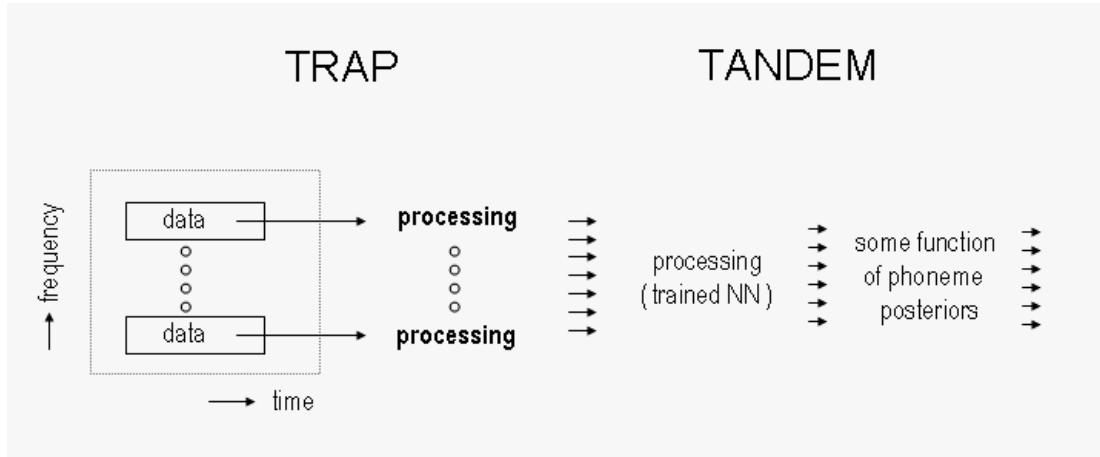 TRAP
TANDEM
frequency
data
processing
data
processing
time
processing
( trained NN )
some function
of phoneme
posteriors